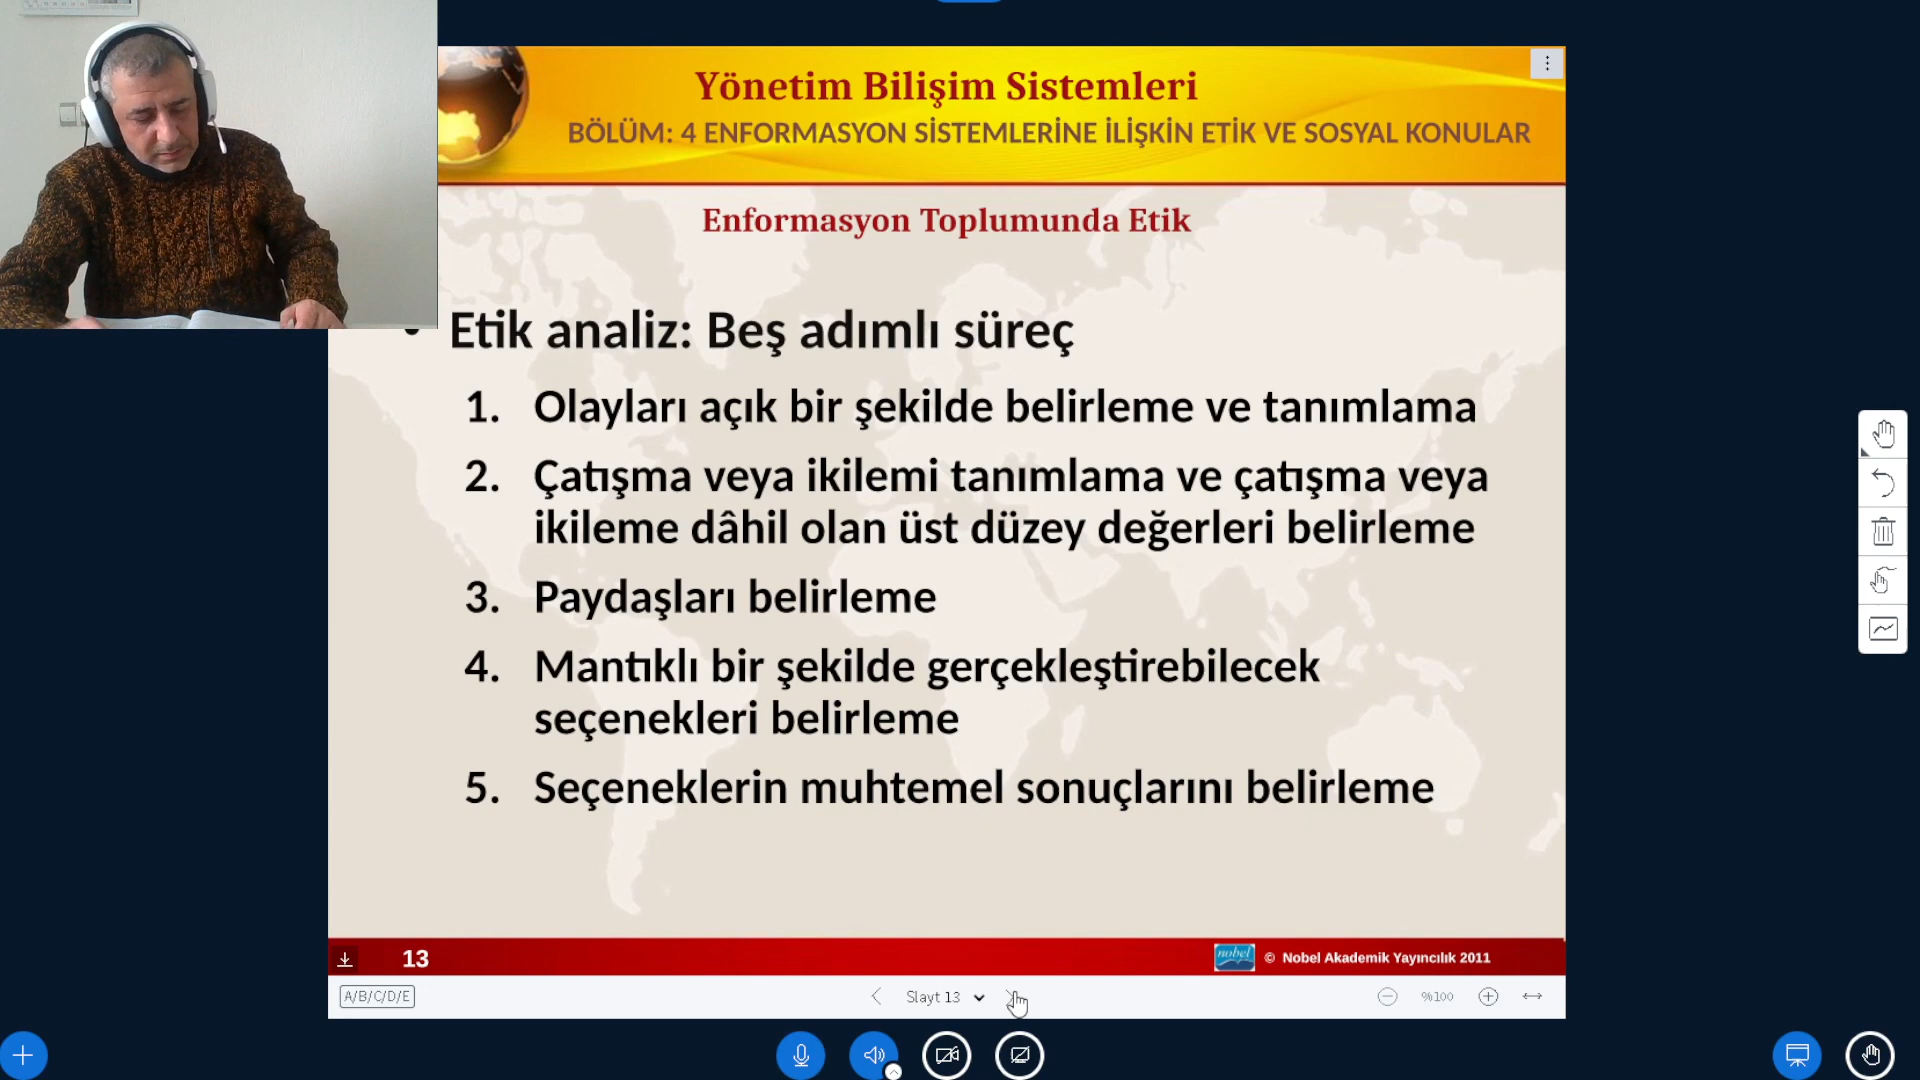 Yönetim Bilişim Sistemleri
BÖLÜM: 4 ENFORMASYON SİSTEMLERİNE İLİŞKİN ETİK VE SOSYAL KONULAR
Enformasyon Toplumunda Etik
• Etik analiz: Beş adımlı süreç
1. Olayları açık bir şekilde belirleme ve tanımlama
2. Çatışma veya ikilemi tanımlama ve çatışma veya
ikileme dâhil olan üst düzey değerleri belirleme
3. Paydaşları belirleme
4. Mantıklı bir şekilde gerçekleştirebilecek
seçenekleri belirleme
5. Seçeneklerin muhtemel sonuçlarını belirleme
13
nobel
© Nobel Akademik Yayıncılık 2011
A/B/C/D/E
Slayt 13
%100